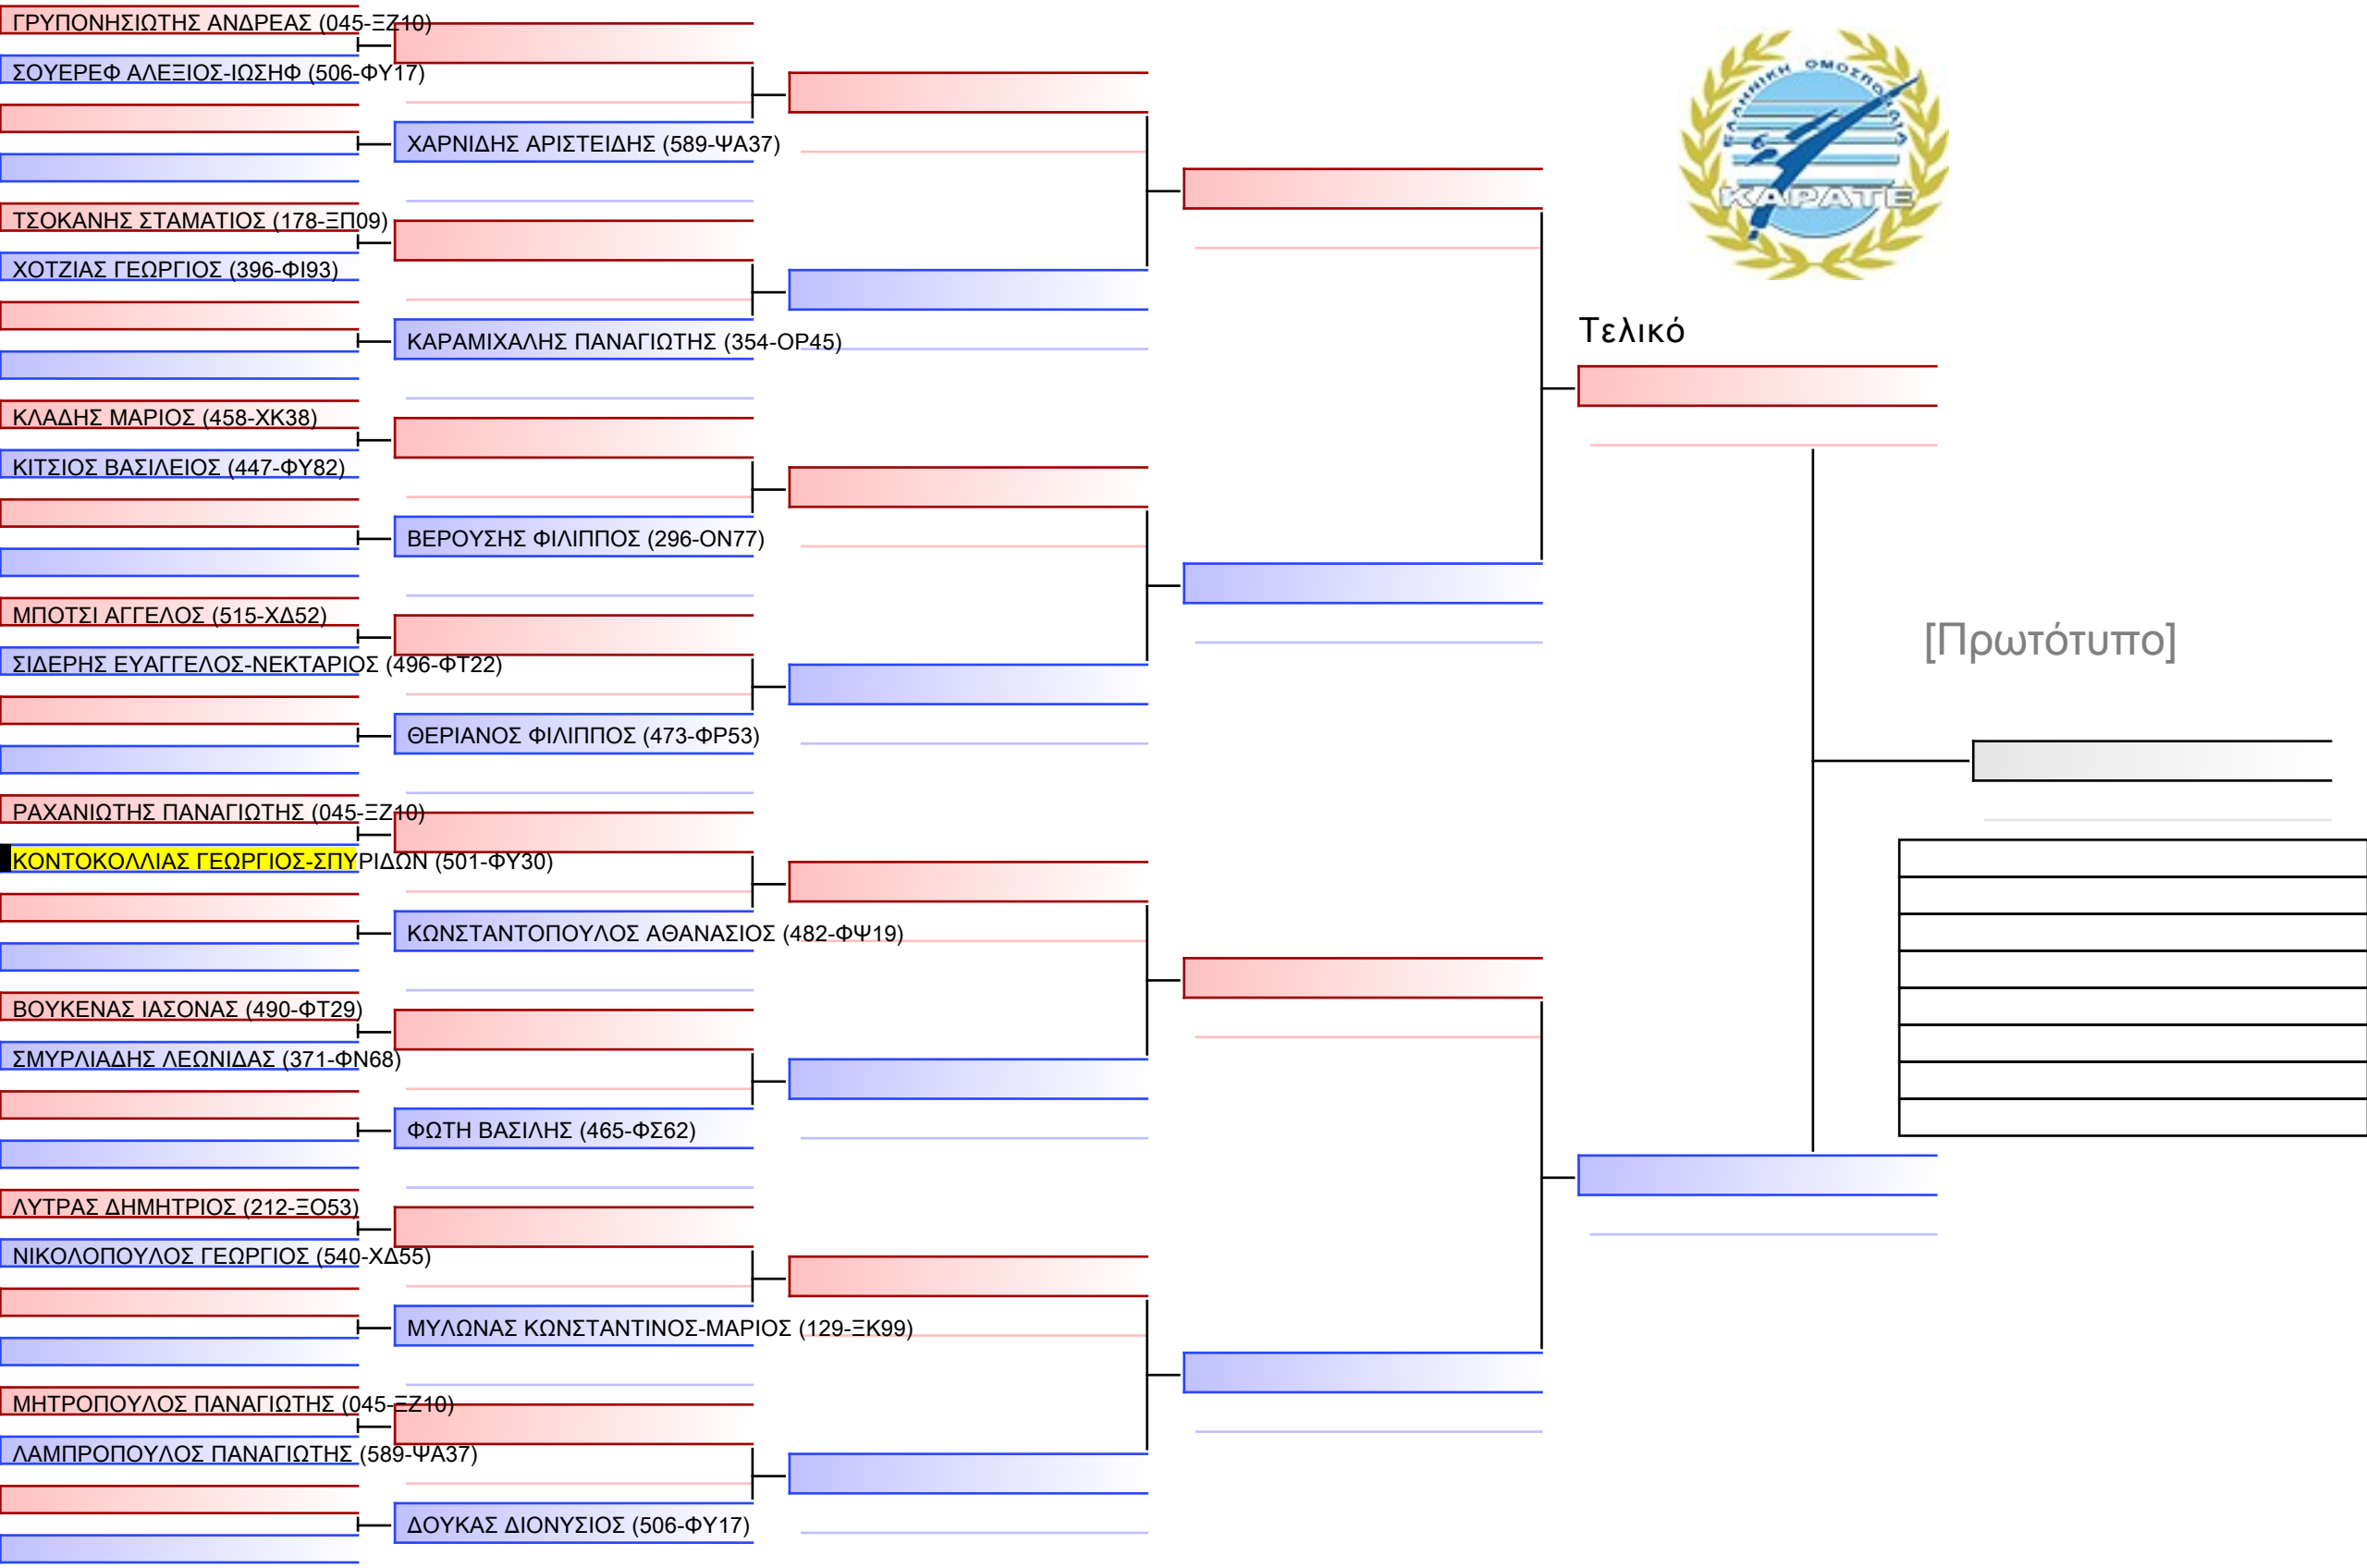 ΓΡΥΠΟΝΗΣΙΩΤΗΣ ΑΝΔΡΕΑΣ (045-ΞΖ10)
ΣΟΥΕΡΕΦ ΑΛΕΞΙΟΣ-ΙΩΣΗΦ (506-ΦΥ17)
ΧΑΡΝΙΔΗΣ ΑΡΙΣΤΕΙΔΗΣ (589-ΨΑ37)
ΤΣΟΚΑΝΗΣ ΣΤΑΜΑΤΙΟΣ (178-ΞΠ09)
ΧΟΤΖΙΑΣ ΓΕΩΡΓΙΟΣ (396-ΦΙ93)
ΚΑΡΑΜΙΧΑΛΗΣ ΠΑΝΑΓΙΩΤΗΣ (354-ΟΡ45)
ΚΛΑΔΗΣ ΜΑΡΙΟΣ (458-ΧΚ38)
ΚΙΤΣΙΟΣ ΒΑΣΙΛΕΙΟΣ (447-ΦΥ82)
ΒΕΡΟΥΣΗΣ ΦΙΛΙΠΠΟΣ (296-ΟΝ77)
ΜΠΟΤΣΙ ΑΓΓΕΛΟΣ (515-ΧΔ52)
ΣΙΔΕΡΗΣ ΕΥΑΓΓΕΛΟΣ-ΝΕΚΤΑΡΙΟΣ (496-ΦΤ22)
ΘΕΡΙΑΝΟΣ ΦΙΛΙΠΠΟΣ (473-ΦΡ53)
ΡΑΧΑΝΙΩΤΗΣ ΠΑΝΑΓΙΩΤΗΣ (045-ΞΖ10)
ΚΟΝΤΟΚΟΛΛΙΑΣ ΓΕΩΡΓΙΟΣ-ΣΠΥΡΙΔΩΝ (501-ΦΥ30)
ΚΩΝΣΤΑΝΤΟΠΟΥΛΟΣ ΑΘΑΝΑΣΙΟΣ (482-ΦΨ19)
ΒΟΥΚΕΝΑΣ ΙΑΣΟΝΑΣ (490-ΦΤ29)
ΣΜΥΡΛΙΑΔΗΣ ΛΕΩΝΙΔΑΣ (371-ΦΝ68)
ΦΩΤΗ ΒΑΣΙΛΗΣ (465-ΦΣ62)
ΛΥΤΡΑΣ ΔΗΜΗΤΡΙΟΣ (212-ΞΟ53)
ΝΙΚΟΛΟΠΟΥΛΟΣ ΓΕΩΡΓΙΟΣ (540-ΧΔ55)
ΜΥΛΩΝΑΣ ΚΩΝΣΤΑΝΤΙΝΟΣ-ΜΑΡΙΟΣ (129-ΞΚ99)
ΜΗΤΡΟΠΟΥΛΟΣ ΠΑΝΑΓΙΩΤΗΣ (045-ΞΖ10)
ΛΑΜΠΡΟΠΟΥΛΟΣ ΠΑΝΑΓΙΩΤΗΣ (589-ΨΑ37)
ΔΟΥΚΑΣ ΔΙΟΝΥΣΙΟΣ (506-ΦΥ17)
ΕΛΛΗΝΙΚΗ ΟΜΟΣΠΟΝΔΙΑ
ΚΑΡΑΤΕ
Τελικό
[Πρωτότυπο]